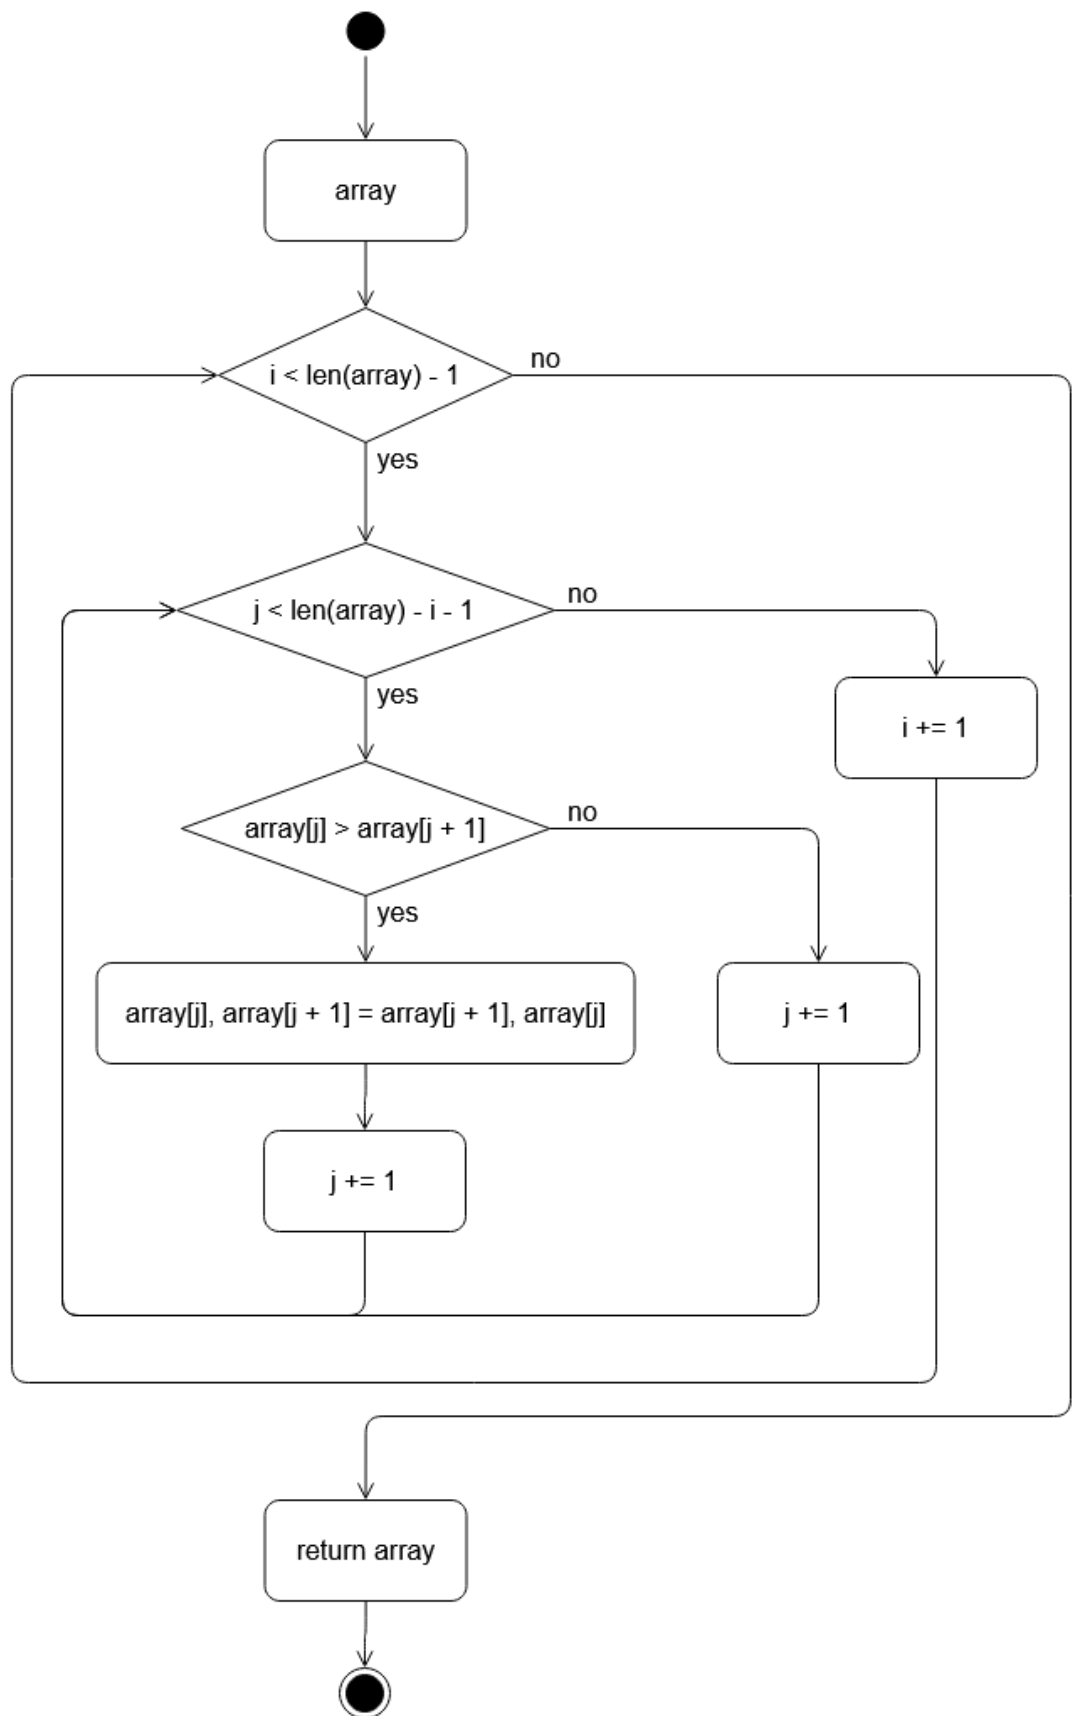 array
i < len(array) - 1
no
yes
j < len(array) - i - 1
no
yes
i += 1
array[j] > array[j + 1]
no
yes
array[j], array[j + 1] = array[j + 1], array[j]
j += 1
j += 1
return array